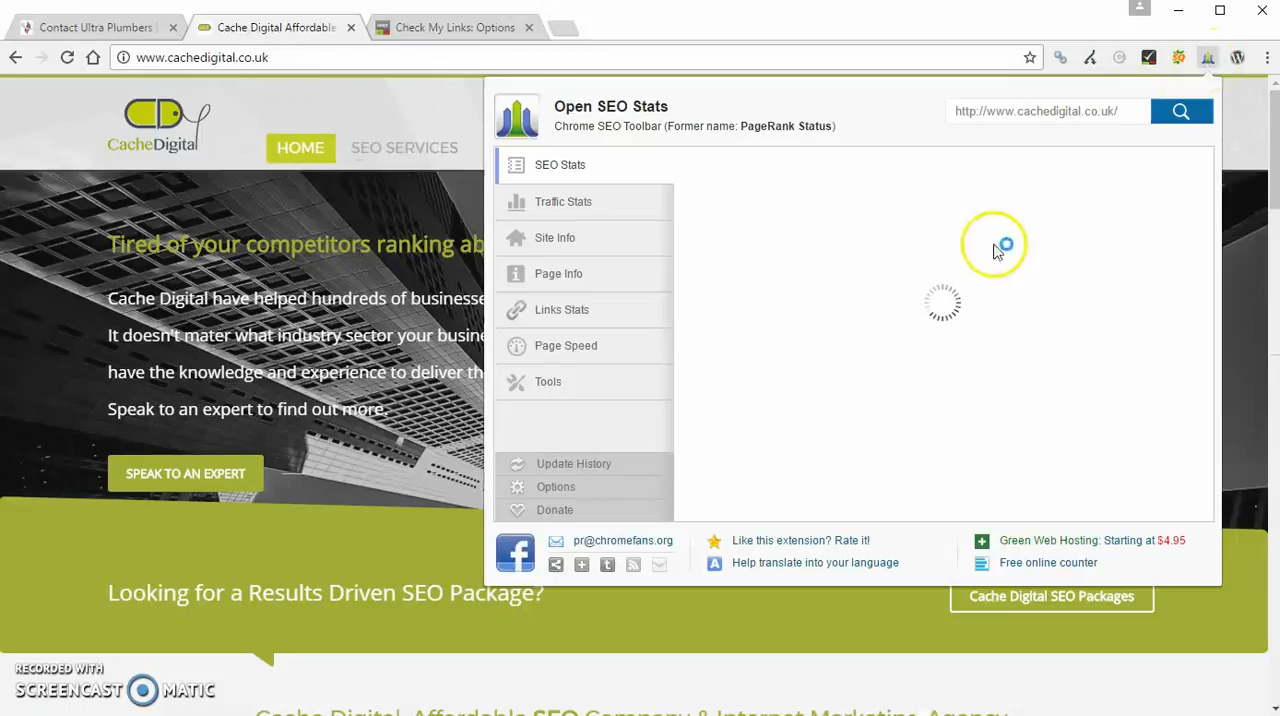 Contact Ultra Plumbers |
Cache Digital Affordable
Check My Links: Options
www.cachedigital.co.uk
CacheDigital
HOME
SEO SERVICES
Open SEO Stats
Chrome SEO Toolbar (Former name: PageRank Status)
http://www.cachedigital.co.uk/
SEO Stats
Traffic Stats
Site Info
Page Info
Links Stats
Page Speed
Tools
Update History
Options
Donate
pr@chromefans.org
Like this extension? Rate it!
Help translate into your language
Green Web Hosting: Starting at $4.95
Free online counter
Tired of your competitors ranking ab
Cache Digital have helped hundreds of businesse
It doesn't mater what industry sector your busin
have the knowledge and experience to deliver th
Speak to an expert to find out more.
SPEAK TO AN EXPERT
Looking for a Results Driven SEO Package?
Cache Digital SEO Packages
RECORDED WITH
SCREENCAST MATIC
Cache Digital, Affordable SEO Company & Internet Marketing Agency